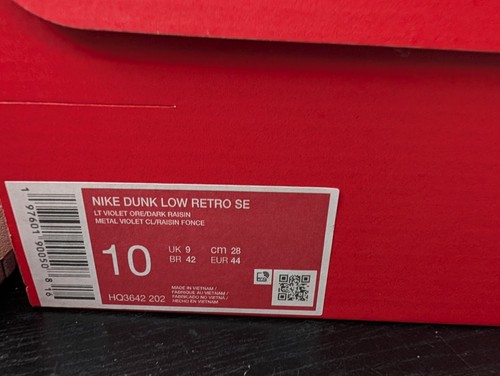 NIKE DUNK LOW RETRO SE
LT VIOLET ORE/DARK RAISIN
METAL VIOLET CL/RAISIN FONCE
10
UK 9 CM 28
BR 42 EUR 44
HQ3642 202
MADE IN VIETNAM /
FABRIQUE AU VIETNAM /
FABRICADO NO VIETNÃ /
HECHO EN VIETNAM
1 97601 90050 8 16